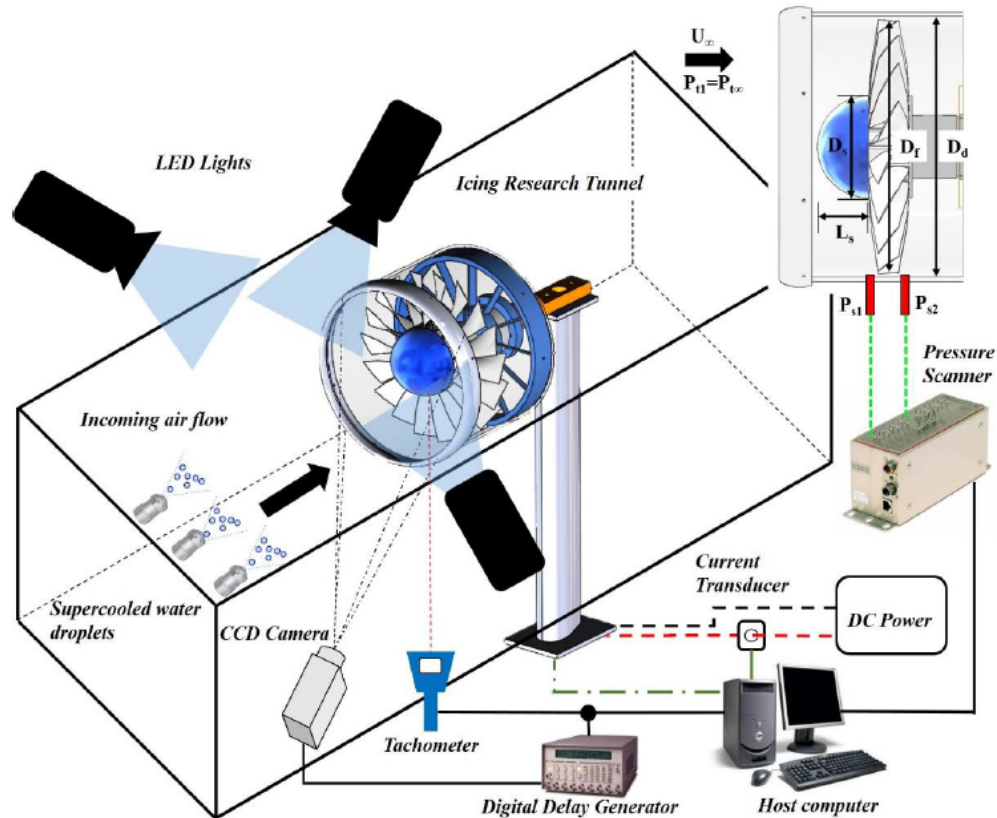 U∞
Pt1=Pt∞
LED Lights
Icing Research Tunnel
Ds
Df
Dd
Ls
Ps1
Ps2
Pressure
Scanner
Incoming air flow
Supercooled water
droplets
CCD Camera
Current
Transducer
DC Power
Tachometer
Digital Delay Generator
Host computer